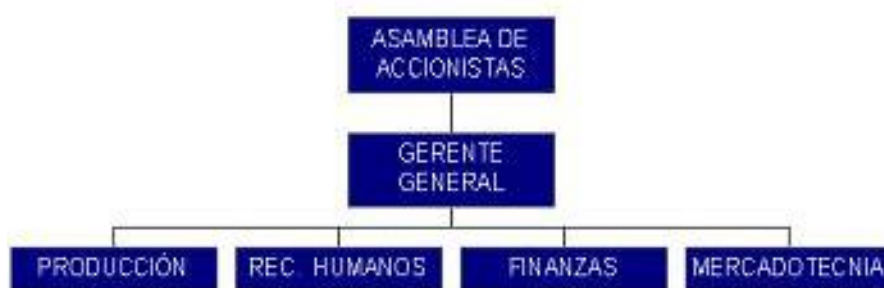 ASAMBLEA DE
ACCIONISTAS
GERENTE
GENERAL
PRODUCCIÓN
REC. HUMANOS
FINANZAS
MERCADOTECNIA